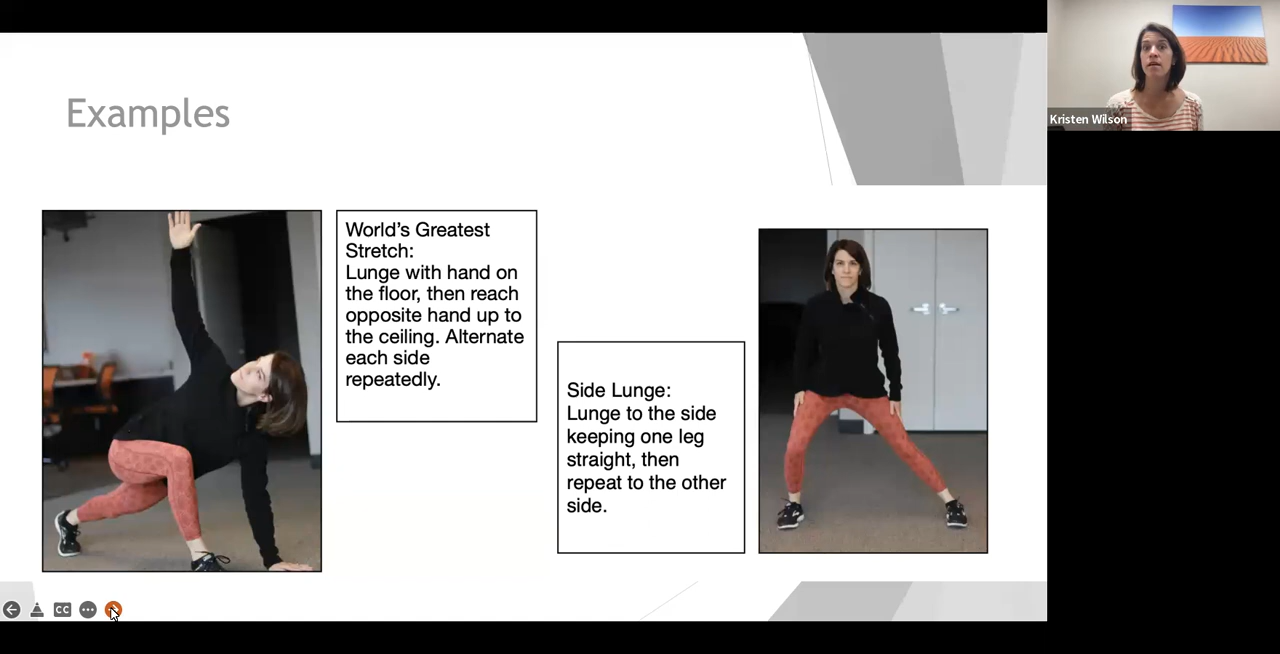 Examples
World's Greatest
Stretch:
Lunge with hand on
the floor, then reach
opposite hand up to
the ceiling. Alternate
each side
repeatedly.
Side Lunge:
Lunge to the side
keeping one leg
straight, then
repeat to the other
side.
Kristen Wilson
CC